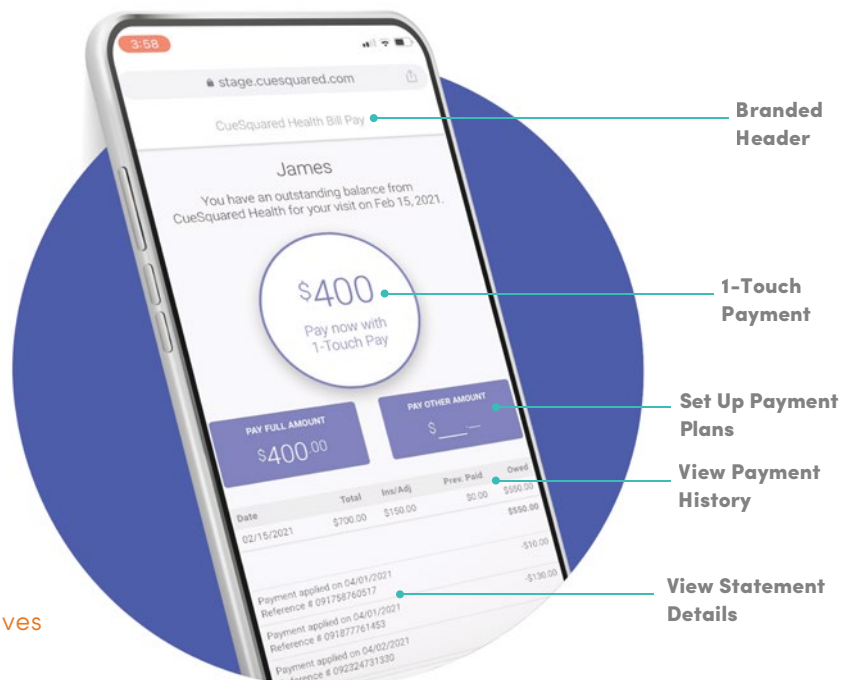 3:58
stage.cuesquared.com
CueSquared Health Bill Pay
Branded
Header
James
You have an outstanding balance from
CueSquared Health for your visit on Feb 15, 2021.
$400
Pay now with
1-Touch Pay
1-Touch
Payment
PAY FULL AMOUNT
$400.00
PAY OTHER AMOUNT
$ ____.__
Set Up Payment
Plans
View Payment
History
Date Total Ins/Adj Prev. Paid Owed
02/15/2021 $700.00 $150.00 $0.00 $550.00
$550.00
Payment applied on 04/01/2021 -$10.00
Reference # 091758760517
Payment applied on 04/01/2021 -$130.00
Reference # 091877761453
Payment applied on 04/02/2021
Reference # 092324731330
View Statement
Details
ves